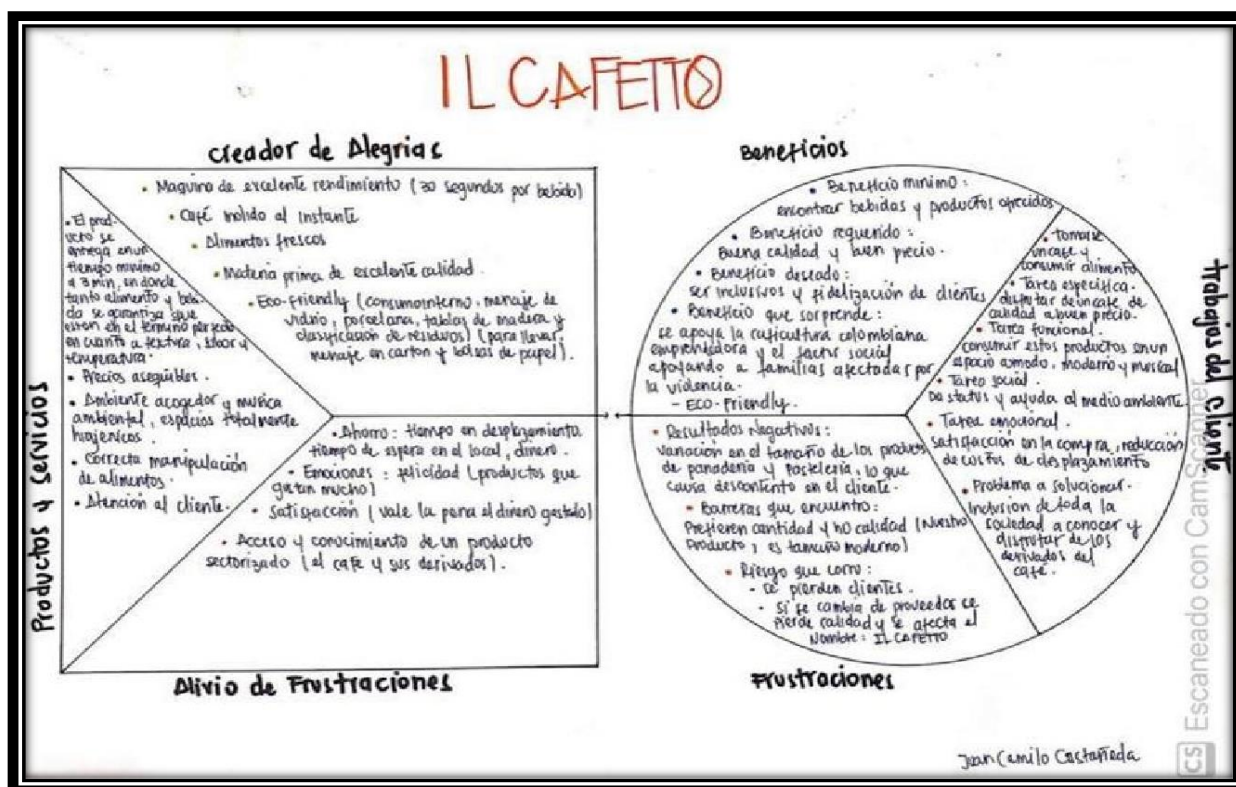 IL CAFETTO
Creador de Alegrias
• Maquina de excelente rendimiento (30 segundos por bebida)
• Café molido al instante
• Alimentos frescos
• Materia prima de excelente calidad.
• Eco-Friendly (consumo interno, menaje de
vidrio, porcelana, tablas de madera y
clasificación de residuos) (para llevar,
menaje en carton y bolsas de papel).
Productos y servicios
• El prod-
ucto se
entrega en un
tiempo minimo
a 3 min, en donde
tanto alimento y bebi-
da se garantiza que
esten en el termino
en cuanto a textura, sabor y
temperatura.
• Precios asequibles.
• Ambiente acogedor y musica
ambiental, espacios totalmente
higienicos.
• Correcta manipulación
de alimentos.
• Atención al cliente.
• Ahorro: tiempo en desplazamiento,
tiempo de espera en el local, dinero.
• Emociones: felicidad (productos que
gustan mucho)
• Satisfacción (vale la pena el dinero gastado)
• Acceso y conocimiento de un producto
sectorizado (el cafe y sus derivados).
Alivio de Frustraciones
Beneficios
• Beneficio minimo:
encontrar bebidas y productos ofrecidos
• Beneficio requerido:
Buena calidad y buen precio.
• Beneficio deseado:
ser inclusivos y fidelización de clientes
• Beneficio que sorprende:
se apoya la caficultura colombiana
emprendedora y el factor social
apoyando a familias afectadas por
la violencia.
- ECO-Friendly.
Trabajos del Cliente
• Tomarse
un cafe y
consumir alimento
• Tarea especifica.
disfrutar de un cafe de
calidad a buen precio.
• Tarea funcional.
consumir estos productos en un
espacio comodo, moderno y musical
• Tarea social.
Da status y ayuda al medio ambiente
• Tarea emocional.
satisfacción en la compra, reducción
de costos de desplazamiento
• Problema a solucionar.
Inclusion de toda la
sociedad a conocer y
disfrutar de los
derivados del
café.
• Resultados Negativos:
variación en el tamaño de los productos
de panaderia y pasteleria, lo que
causa descontento en el cliente.
• Barreras que encuentro:
Prefieren cantidad y no calidad (Nuestro
producto, es tamaño moderno)
• Riesgo que corro:
- se pierden clientes.
- Si se cambia de proveedor se
pierde calidad y se afecta el
Nombre: IL CAFETTO
Frustraciones
Juan Camilo Castañeda
CS Escaneado con CamScanner